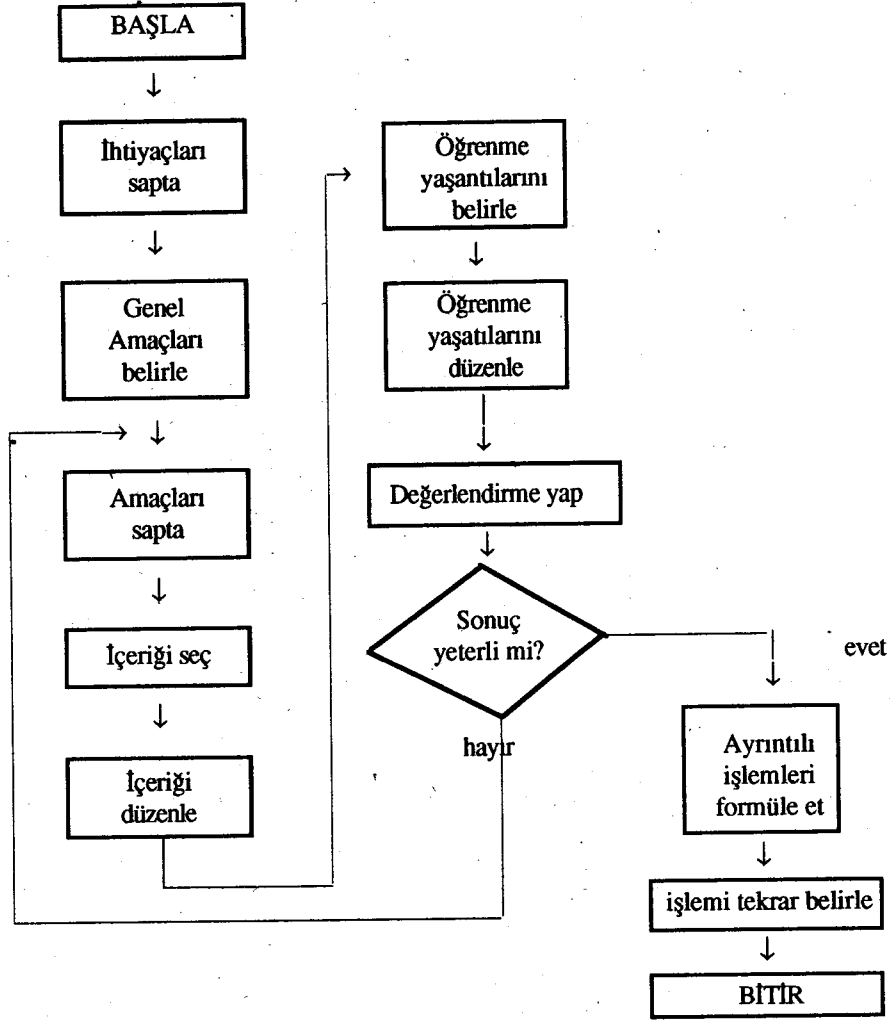 BAŞLA
İhtiyaçları
sapta
Genel
Amaçları
belirle
Amaçları
sapta
İçeriği seç
İçeriği
düzenle
Öğrenme
yaşantılarını
belirle
Öğrenme
yaşatılarını
düzenle
Değerlendirme yap
Sonuç
yeterli mi?
evet
hayır
Ayrıntılı
işlemleri
formüle et
işlemi tekrar belirle
BİTİR